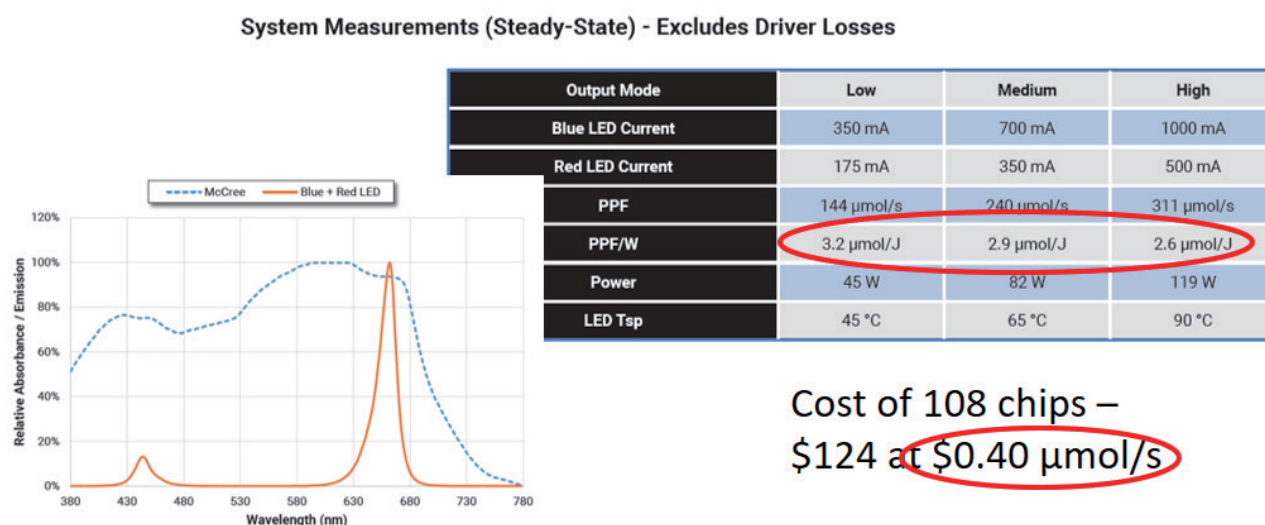 System Measurements (Steady-State) - Excludes Driver Losses
Output Mode Low Medium High
Blue LED Current 350 mA 700 mA 1000 mA
Red LED Current 175 mA 350 mA 500 mA
PPF 144 µmol/s 240 µmol/s 311 µmol/s
PPF/W 3.2 µmol/J 2.9 µmol/J 2.6 µmol/J
Power 45 W 82 W 119 W
LED Tsp 45 °C 65 °C 90 °C
McCree Blue + Red LED
120%
100%
80%
60%
40%
20%
0%
Relative Absorbance / Emission
380 430 480 530 580 630 680 730 780
Wavelength (nm)
Cost of 108 chips –
$124 at $0.40 µmol/s